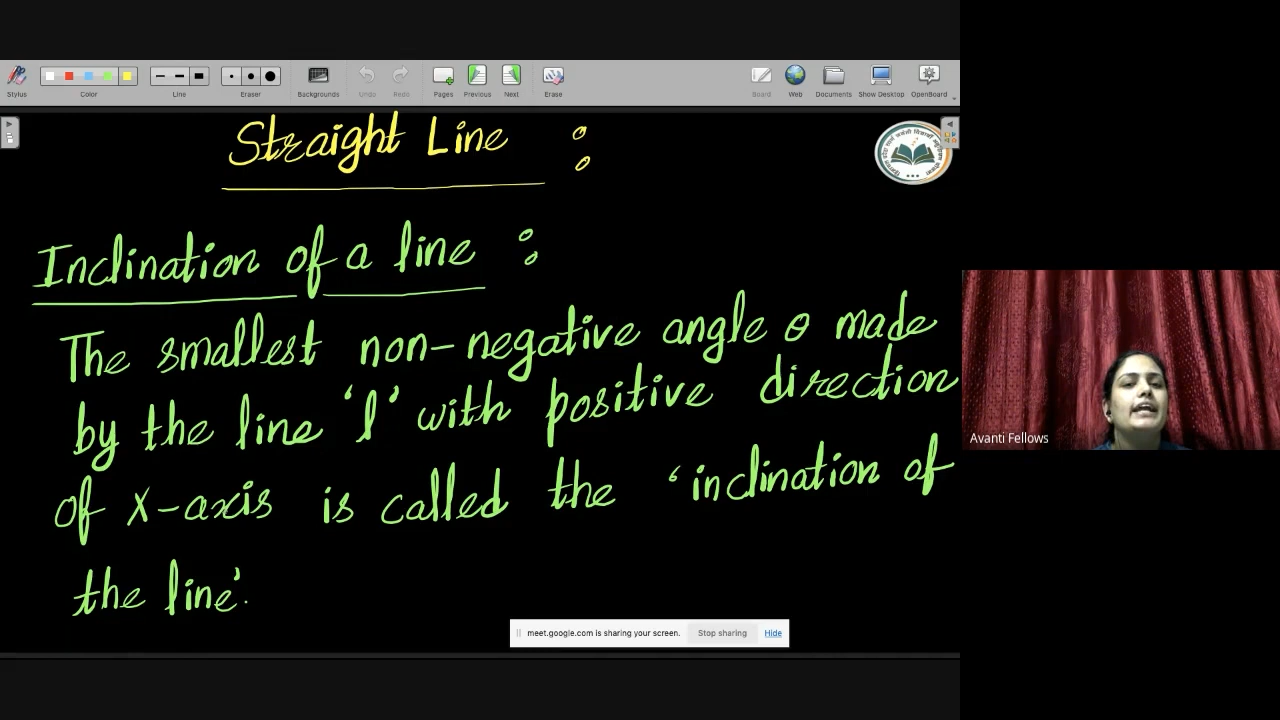 Stylus
Color
Line
Eraser
Backgrounds
Undo
Redo
Pages
Previous
Next
Erase
Board
Web
Documents
Show Desktop
OpenBoard
Straight Line :
Inclination of a line :
The smallest non-negative angle θ made
by the line 'l' with positive direction
of x-axis is called the 'inclination of
the line'.
Avanti Fellows
meet.google.com is sharing your screen.
Stop sharing
Hide